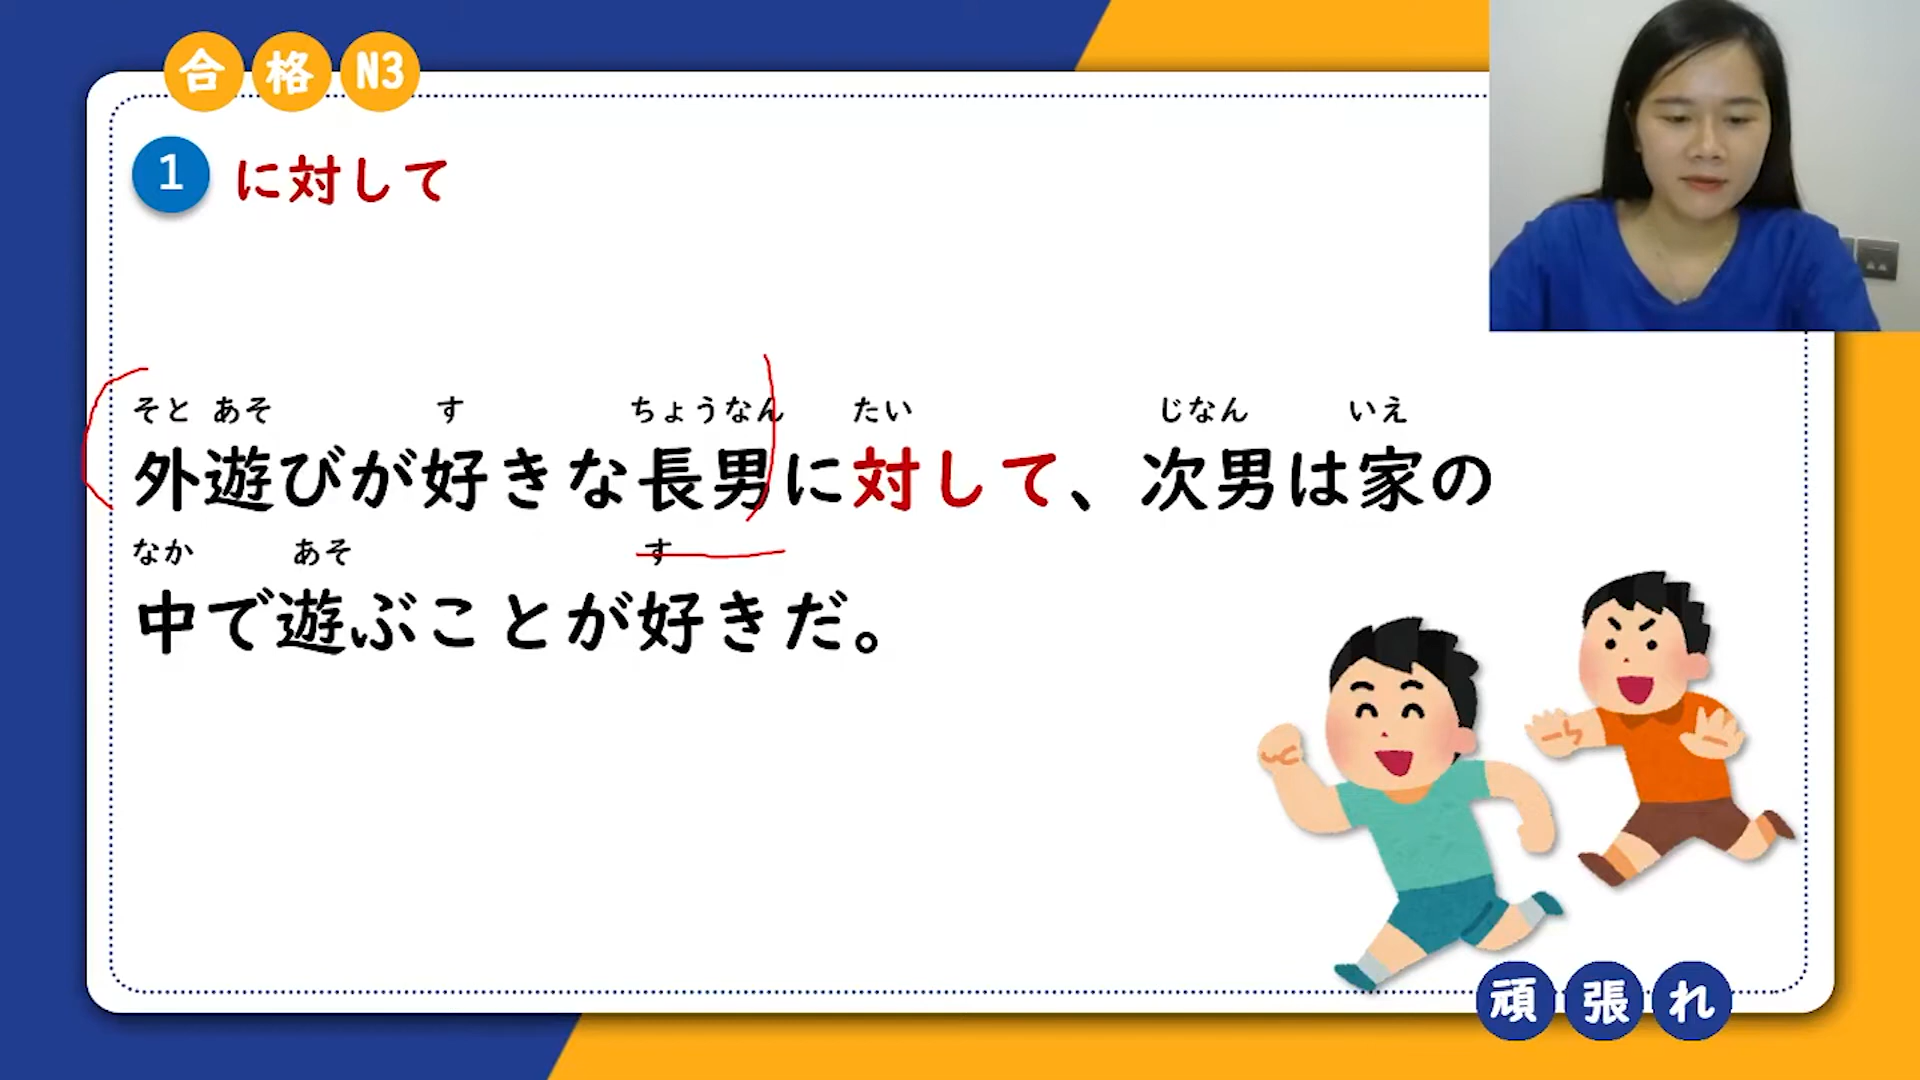 合格N3
1 に対して
そと あそ す ちょうなん たい じなん いえ
外遊びが好きな長男に対して、次男は家の
なか あそ す
中で遊ぶことが好きだ。
頑張れ